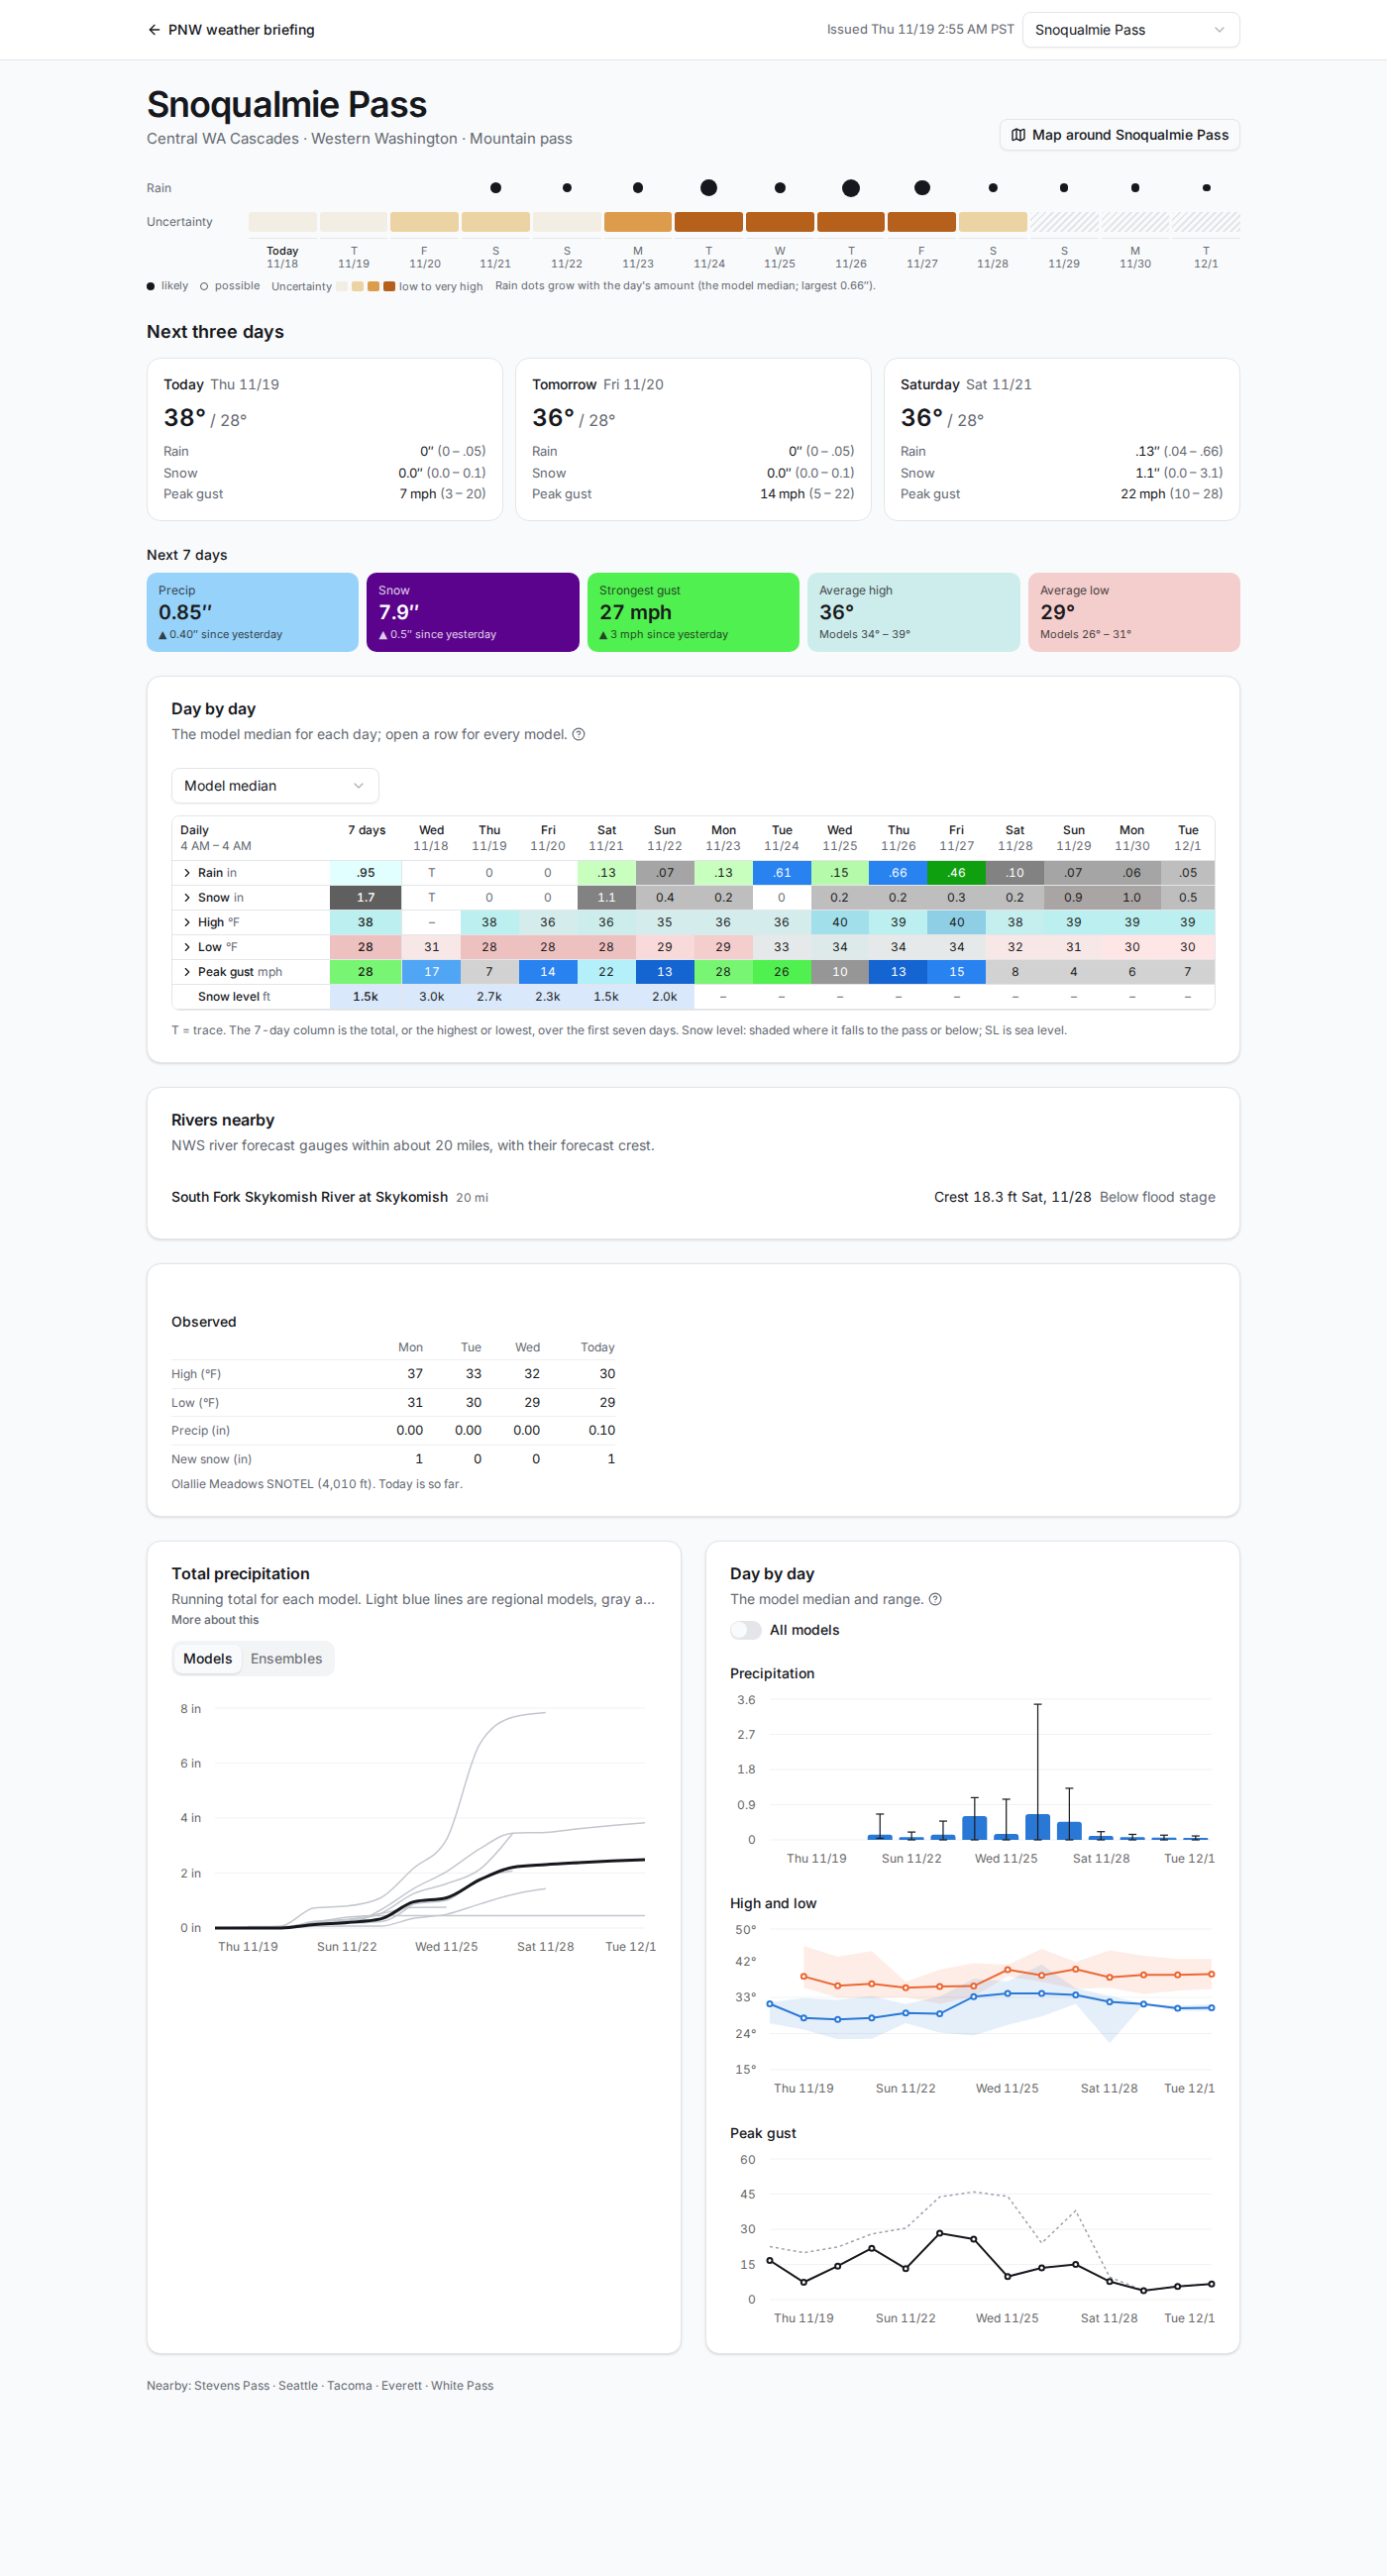 PNW weather briefing
Issued Thu 11/19 2:55 AM PST
Snoqualmie Pass
Snoqualmie Pass
Central WA Cascades · Western Washington · Mountain pass
Map around Snoqualmie Pass
Rain
Uncertainty
Today T F S S M T W T F S S M T
11/18 11/19 11/20 11/21 11/22 11/23 11/24 11/25 11/26 11/27 11/28 11/29 11/30 12/1
likely possible Uncertainty low to very high Rain dots grow with the day's amount (the model median; largest 0.66″).
Next three days
Today Thu 11/19
38° / 28°
Rain 0″ (0 – .05)
Snow 0.0″ (0.0 – 0.1)
Peak gust 7 mph (3 – 20)
Tomorrow Fri 11/20
36° / 28°
Rain 0″ (0 – .05)
Snow 0.0″ (0.0 – 0.1)
Peak gust 14 mph (5 – 22)
Saturday Sat 11/21
36° / 28°
Rain .13″ (.04 – .66)
Snow 1.1″ (0.0 – 3.1)
Peak gust 22 mph (10 – 28)
Next 7 days
Precip
0.85″
▲ 0.40″ since yesterday
Snow
7.9″
▲ 0.5″ since yesterday
Strongest gust
27 mph
▲ 3 mph since yesterday
Average high
36°
Models 34° – 39°
Average low
29°
Models 26° – 31°
Day by day
The model median for each day; open a row for every model.
Model median
Daily 7 days Wed Thu Fri Sat Sun Mon Tue Wed Thu Fri Sat Sun Mon Tue
4 AM – 4 AM 11/18 11/19 11/20 11/21 11/22 11/23 11/24 11/25 11/26 11/27 11/28 11/29 11/30 12/1
Rain in .95 T 0 0 .13 .07 .13 .61 .15 .66 .46 .10 .07 .06 .05
Snow in 1.7 T 0 0 1.1 0.4 0.2 0 0.2 0.2 0.3 0.2 0.9 1.0 0.5
High °F 38 – 38 36 36 35 36 36 40 39 40 38 39 39 39
Low °F 28 31 28 28 28 29 29 33 34 34 34 32 31 30 30
Peak gust mph 28 17 7 14 22 13 28 26 10 13 15 8 4 6 7
Snow level ft 1.5k 3.0k 2.7k 2.3k 1.5k 2.0k – – – – – – – – –
T = trace. The 7-day column is the total, or the highest or lowest, over the first seven days. Snow level: shaded where it falls to the pass or below; SL is sea level.
Rivers nearby
NWS river forecast gauges within about 20 miles, with their forecast crest.
South Fork Skykomish River at Skykomish 20 mi Crest 18.3 ft Sat, 11/28 Below flood stage
Observed
Mon Tue Wed Today
High (°F) 37 33 32 30
Low (°F) 31 30 29 29
Precip (in) 0.00 0.00 0.00 0.10
New snow (in) 1 0 0 1
Olallie Meadows SNOTEL (4,010 ft). Today is so far.
Total precipitation
Running total for each model. Light blue lines are regional models, gray a...
More about this
Models Ensembles
8 in
6 in
4 in
2 in
0 in
Thu 11/19 Sun 11/22 Wed 11/25 Sat 11/28 Tue 12/1
Day by day
The model median and range.
All models
Precipitation
3.6
2.7
1.8
0.9
0
Thu 11/19 Sun 11/22 Wed 11/25 Sat 11/28 Tue 12/1
High and low
50°
42°
33°
24°
15°
Thu 11/19 Sun 11/22 Wed 11/25 Sat 11/28 Tue 12/1
Peak gust
60
45
30
15
0
Thu 11/19 Sun 11/22 Wed 11/25 Sat 11/28 Tue 12/1
Nearby: Stevens Pass · Seattle · Tacoma · Everett · White Pass